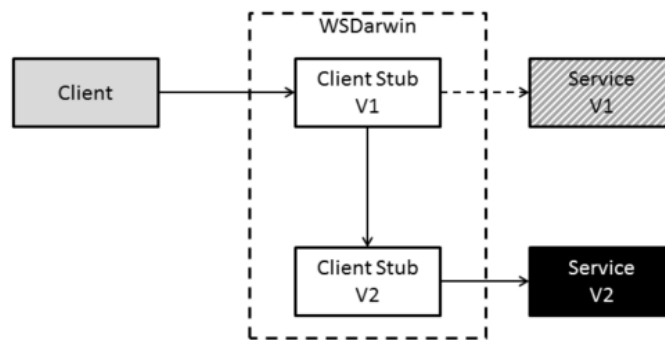 WSDarwin
Client
Client Stub
V1
Service
V1
Client Stub
V2
Service
V2